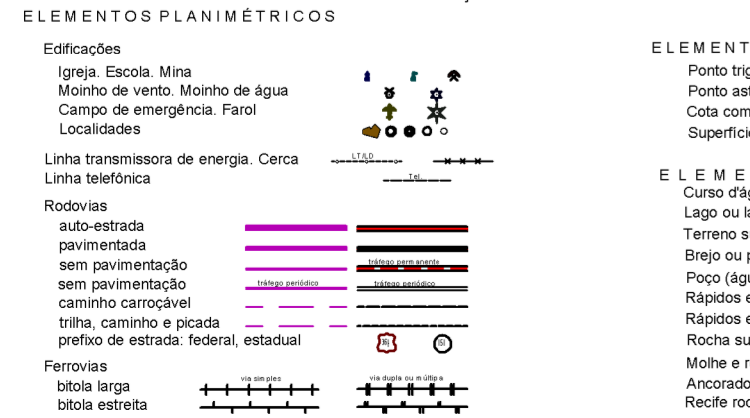 ELEMENTOS PLANIMÉTRICOS
Edificações
Igreja. Escola. Mina
Moinho de vento. Moinho de água
Campo de emergência. Farol
Localidades
Linha transmissora de energia. Cerca
LT/LD
Linha telefônica
Tel.
Rodovias
auto-estrada
pavimentada
sem pavimentação
tráfego permanente
sem pavimentação
tráfego periódico
tráfego periódico
caminho carroçável
trilha, caminho e picada
prefixo de estrada: federal, estadual
Ferrovias
bitola larga
via simples
via dupla ou múltipla
bitola estreita
ELEMENT
Ponto trig
Ponto ast
Cota com
Superfíci
ELEME
Curso d'ág
Lago ou la
Terreno s
Brejo ou p
Poço (águ
Rápidos e
Rápidos e
Rocha su
Molhe e r
Ancorado
Recife roc